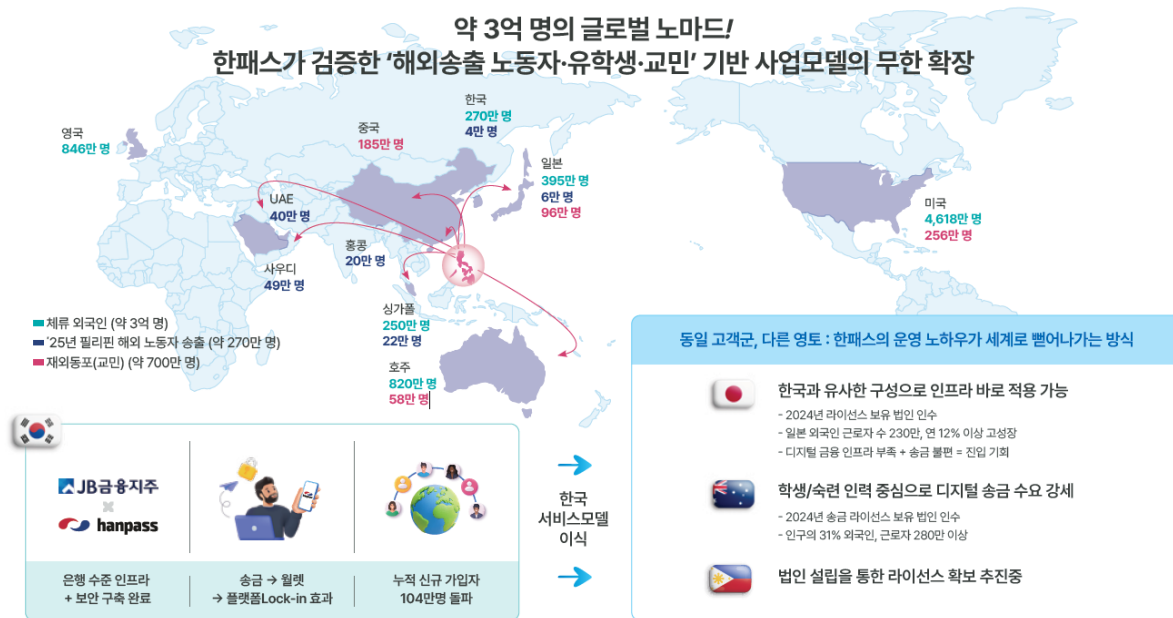 약 3억 명의 글로벌 노마드!
한패스가 검증한 ‘해외송출 노동자·유학생·교민’ 기반 사업모델의 무한 확장
영국
846만 명
중국
185만 명
한국
270만 명
4만 명
일본
395만 명
6만 명
96만 명
UAE
40만 명
사우디
49만 명
홍콩
20만 명
싱가폴
250만 명
22만 명
호주
820만 명
58만 명
미국
4,618만 명
256만 명
체류 외국인 (약 3억 명)
'25년 필리핀 해외 노동자 송출 (약 270만 명)
재외동포(교민) (약 700만 명)
JB금융지주
×
hanpass
은행 수준 인프라
+ 보안 구축 완료
송금 → 월렛
→ 플랫폼Lock-in 효과
누적 신규 가입자
104만명 돌파
한국
서비스모델
이식
동일 고객군, 다른 영토 : 한패스의 운영 노하우가 세계로 뻗어나가는 방식
한국과 유사한 구성으로 인프라 바로 적용 가능
- 2024년 라이선스 보유 법인 인수
- 일본 외국인 근로자 수 230만, 연 12% 이상 고성장
- 디지털 금융 인프라 부족 + 송금 불편 = 진입 기회
학생/숙련 인력 중심으로 디지털 송금 수요 강세
- 2024년 송금 라이선스 보유 법인 인수
- 인구의 31% 외국인, 근로자 280만 이상
법인 설립을 통한 라이선스 확보 추진중